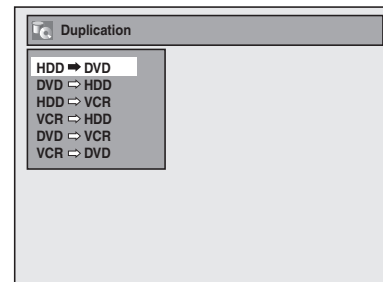 Duplication
HDD ➡ DVD
DVD ⇨ HDD
HDD ⇨ VCR
VCR ⇨ HDD
DVD ⇨ VCR
VCR ⇨ DVD